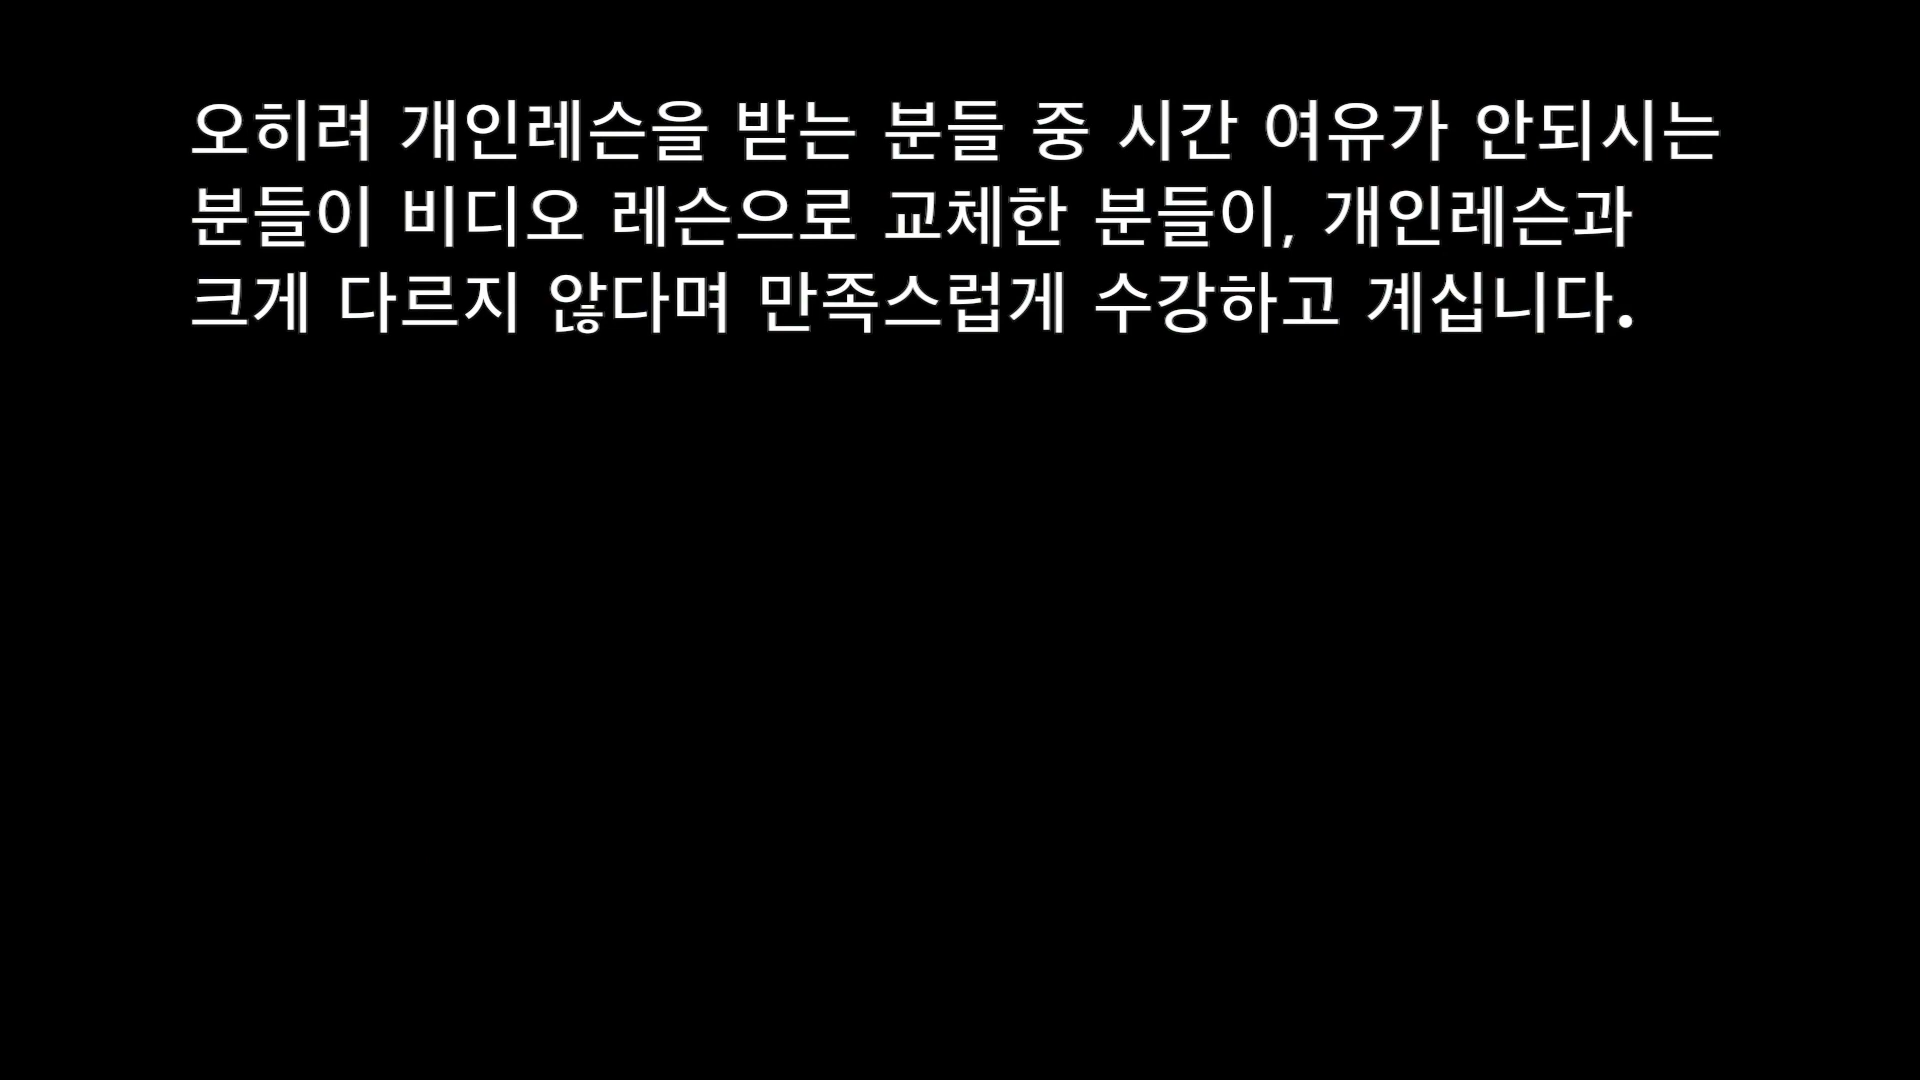 오히려 개인레슨을 받는 분들 중 시간 여유가 안되시는
분들이 비디오 레슨으로 교체한 분들이, 개인레슨과
크게 다르지 않다며 만족스럽게 수강하고 계십니다.